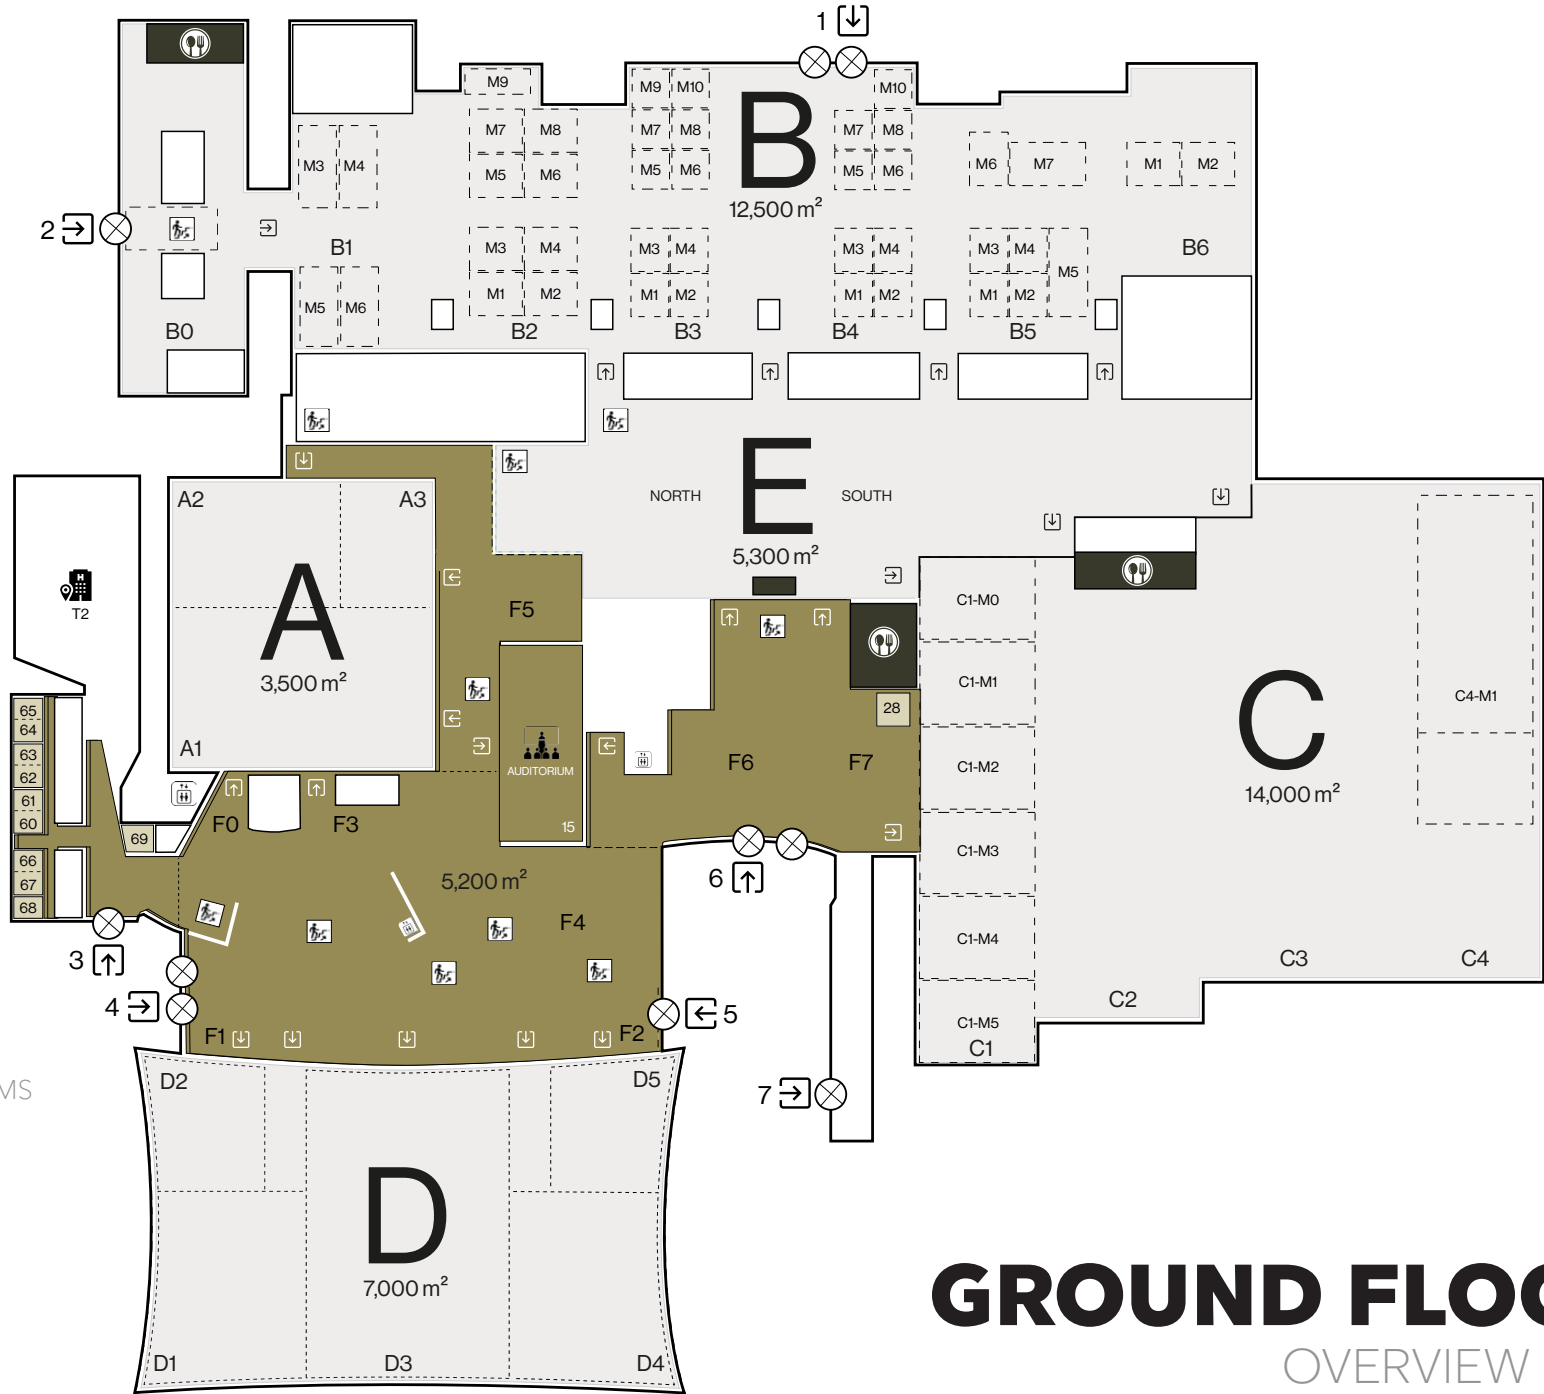 1
M9
M9 M10
M10
M7 M8
M7 M8
M7 M8
B
M3 M4
M5 M6
M5 M6
M5 M6
M6 M7
M1 M2
12,500 m²
2
B1
M3 M4
M3 M4
M3 M4
M3 M4
M5
B6
M5 M6
M1 M2
M1 M2
M1 M2
M1 M2
B0
B2
B3
B4
B5
E
NORTH
SOUTH
5,300 m²
A2
A3
A
3,500 m²
A1
H
T2
F5
C1-M0
C1-M1
C1-M2
C1-M3
C1-M4
C1-M5
C1
C
14,000 m²
C4-M1
C2
C3
C4
65
64
63
62
61
60
66
67
68
69
28
AUDITORIUM
15
F6
F7
F0
F3
5,200 m²
F4
6
3
4
5
F1
F2
7
D2
D5
MS
D
7,000 m²
D1
D3
D4
GROUND FLOO
OVERVIEW